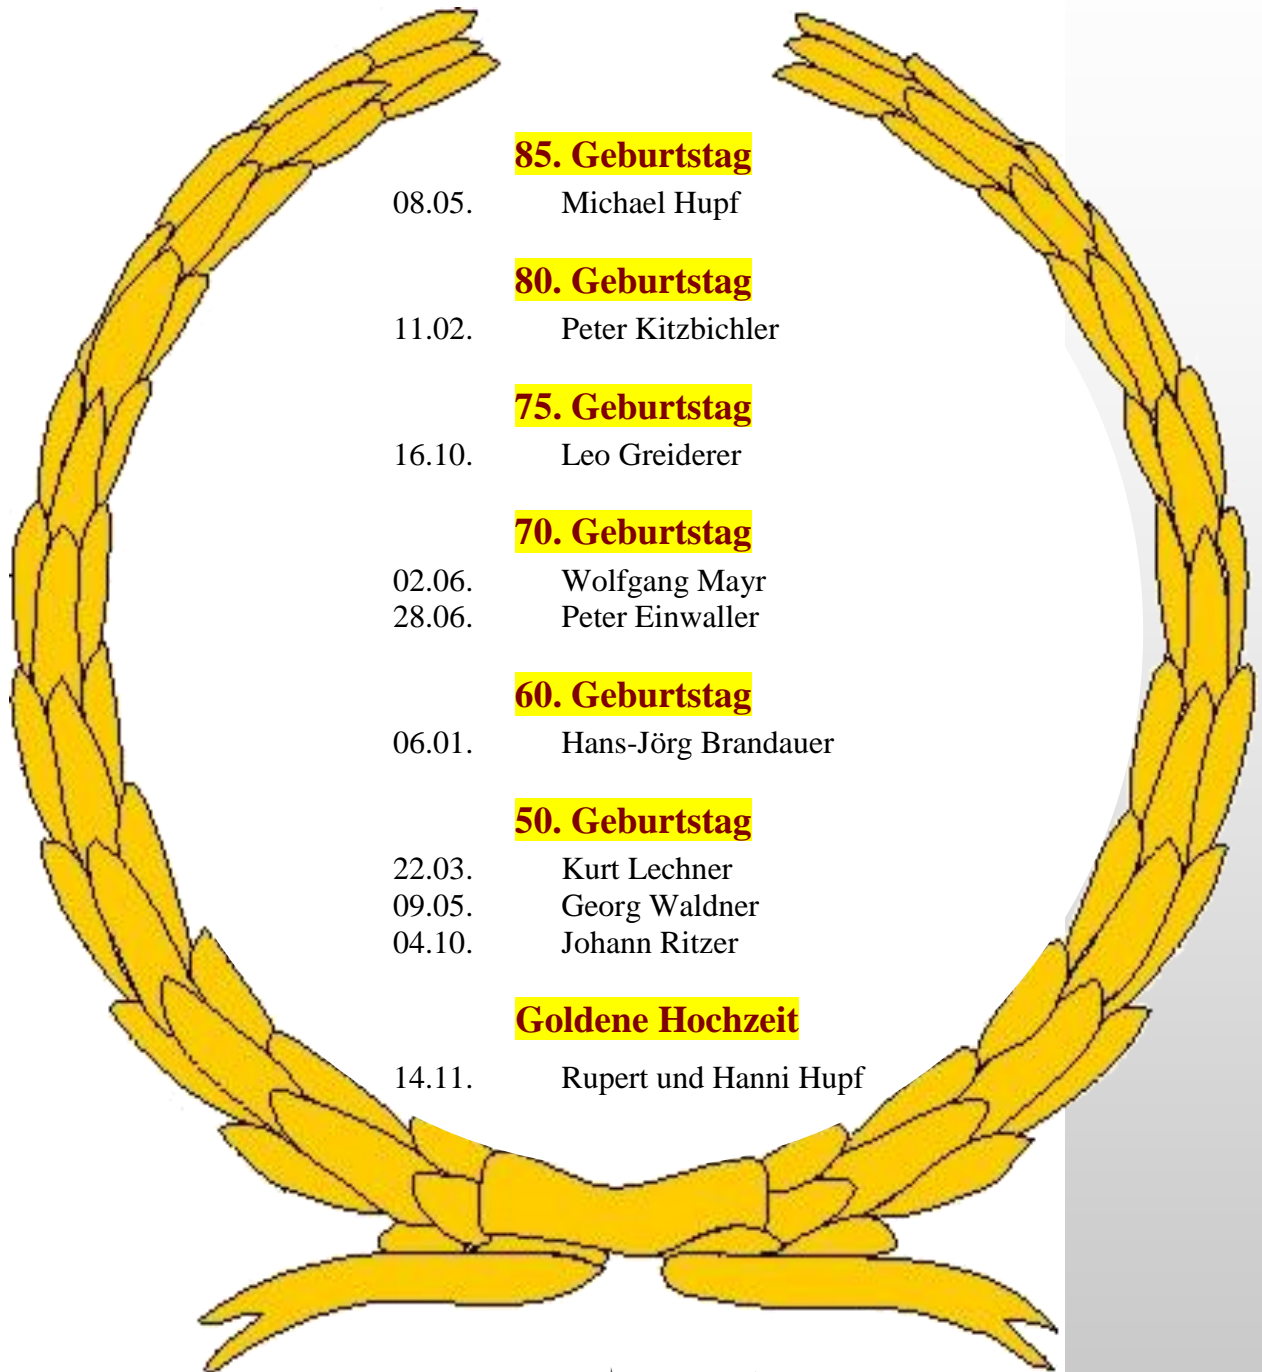 85. Geburtstag
08.05. Michael Hupf
80. Geburtstag
11.02. Peter Kitzbichler
75. Geburtstag
16.10. Leo Greiderer
70. Geburtstag
02.06. Wolfgang Mayr
28.06. Peter Einwaller
60. Geburtstag
06.01. Hans-Jörg Brandauer
50. Geburtstag
22.03. Kurt Lechner
09.05. Georg Waldner
04.10. Johann Ritzer
Goldene Hochzeit
14.11. Rupert und Hanni Hupf